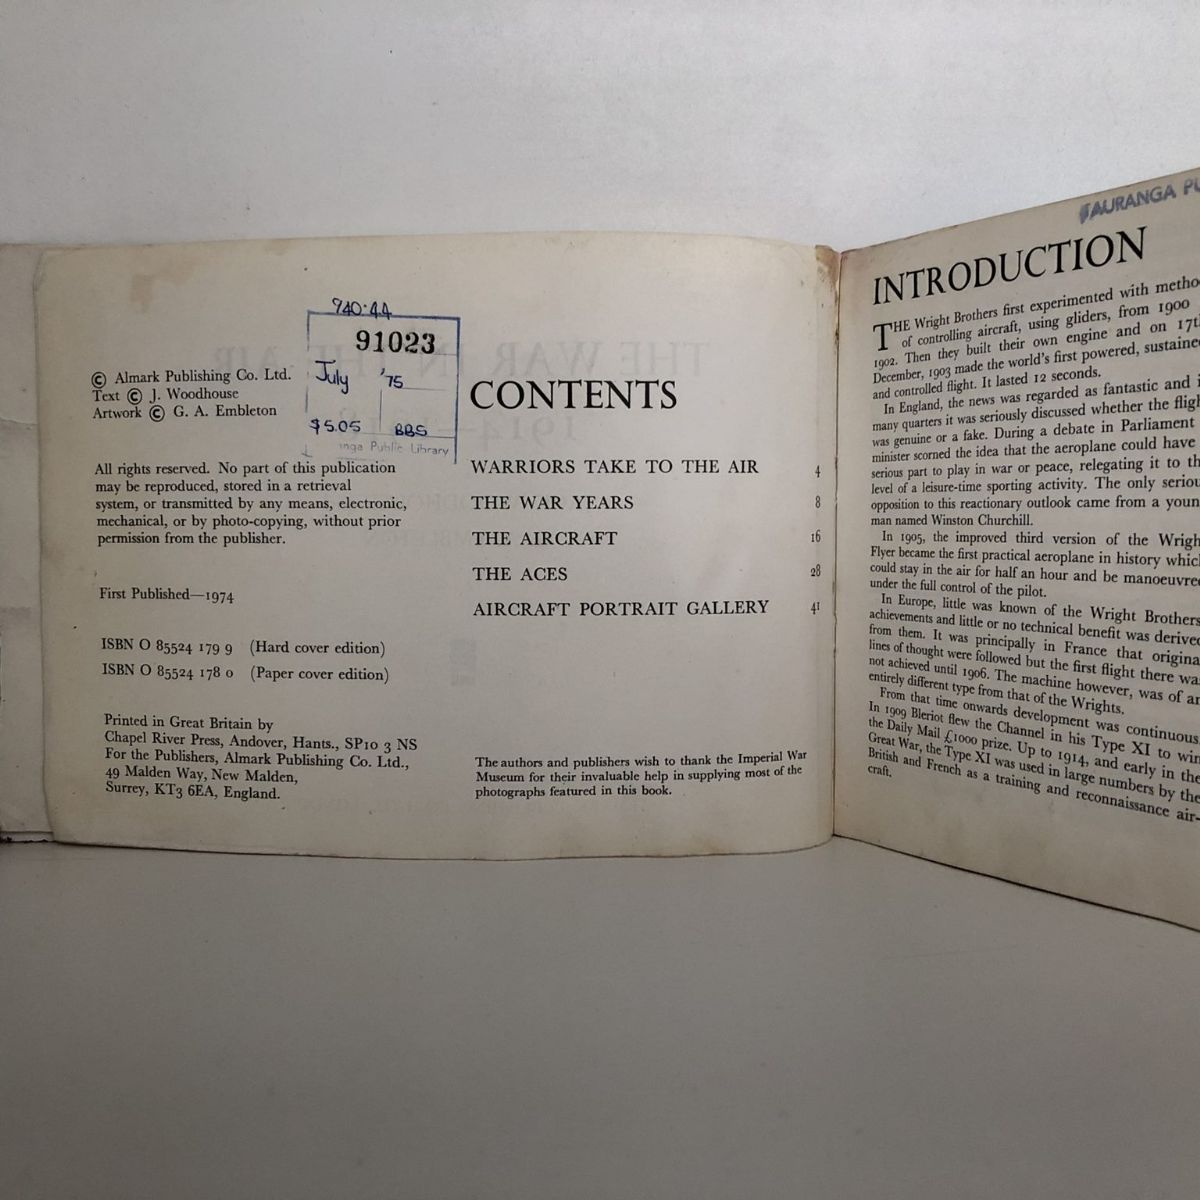 940.44
91023
July '75
$5.05 BBS
anga Public Library
© Almark Publishing Co. Ltd.
Text © J. Woodhouse
Artwork © G. A. Embleton
All rights reserved. No part of this publication
may be reproduced, stored in a retrieval
system, or transmitted by any means, electronic,
mechanical, or by photo-copying, without prior
permission from the publisher.
First Published—1974
ISBN 0 85524 179 9 (Hard cover edition)
ISBN 0 85524 178 0 (Paper cover edition)
Printed in Great Britain by
Chapel River Press, Andover, Hants., SP10 3 NS
For the Publishers, Almark Publishing Co. Ltd.,
49 Malden Way, New Malden,
Surrey, KT3 6EA, England.
CONTENTS
WARRIORS TAKE TO THE AIR 4
THE WAR YEARS 8
THE AIRCRAFT 16
THE ACES 28
AIRCRAFT PORTRAIT GALLERY 41
The authors and publishers wish to thank the Imperial War
Museum for their invaluable help in supplying most of the
photographs featured in this book.
TAURANGA PU
INTRODUCTION
THE Wright Brothers first experimented with metho
of controlling aircraft, using gliders, from 1900
1902. Then they built their own engine and on 17t
December, 1903 made the world's first powered, sustaine
and controlled flight. It lasted 12 seconds.
In England, the news was regarded as fantastic and i
many quarters it was seriously discussed whether the fligh
was genuine or a fake. During a debate in Parliament
minister scorned the idea that the aeroplane could have
serious part to play in war or peace, relegating it to th
level of a leisure-time sporting activity. The only seriou
opposition to this reactionary outlook came from a youn
man named Winston Churchill.
In 1905, the improved third version of the Wrigh
Flyer became the first practical aeroplane in history whic
could stay in the air for half an hour and be manoeuvre
under the full control of the pilot.
In Europe, little was known of the Wright Brothers
achievements and little or no technical benefit was derive
from them. It was principally in France that origina
lines of thought were followed but the first flight there wa
not achieved until 1906. The machine however, was of an
entirely different type from that of the Wrights.
From that time onwards development was continuous.
In 1909 Bleriot flew the Channel in his Type XI to win
the Daily Mail £1000 prize. Up to 1914, and early in the
Great War, the Type XI was used in large numbers by the
British and French as a training and reconnaissance air-
craft.